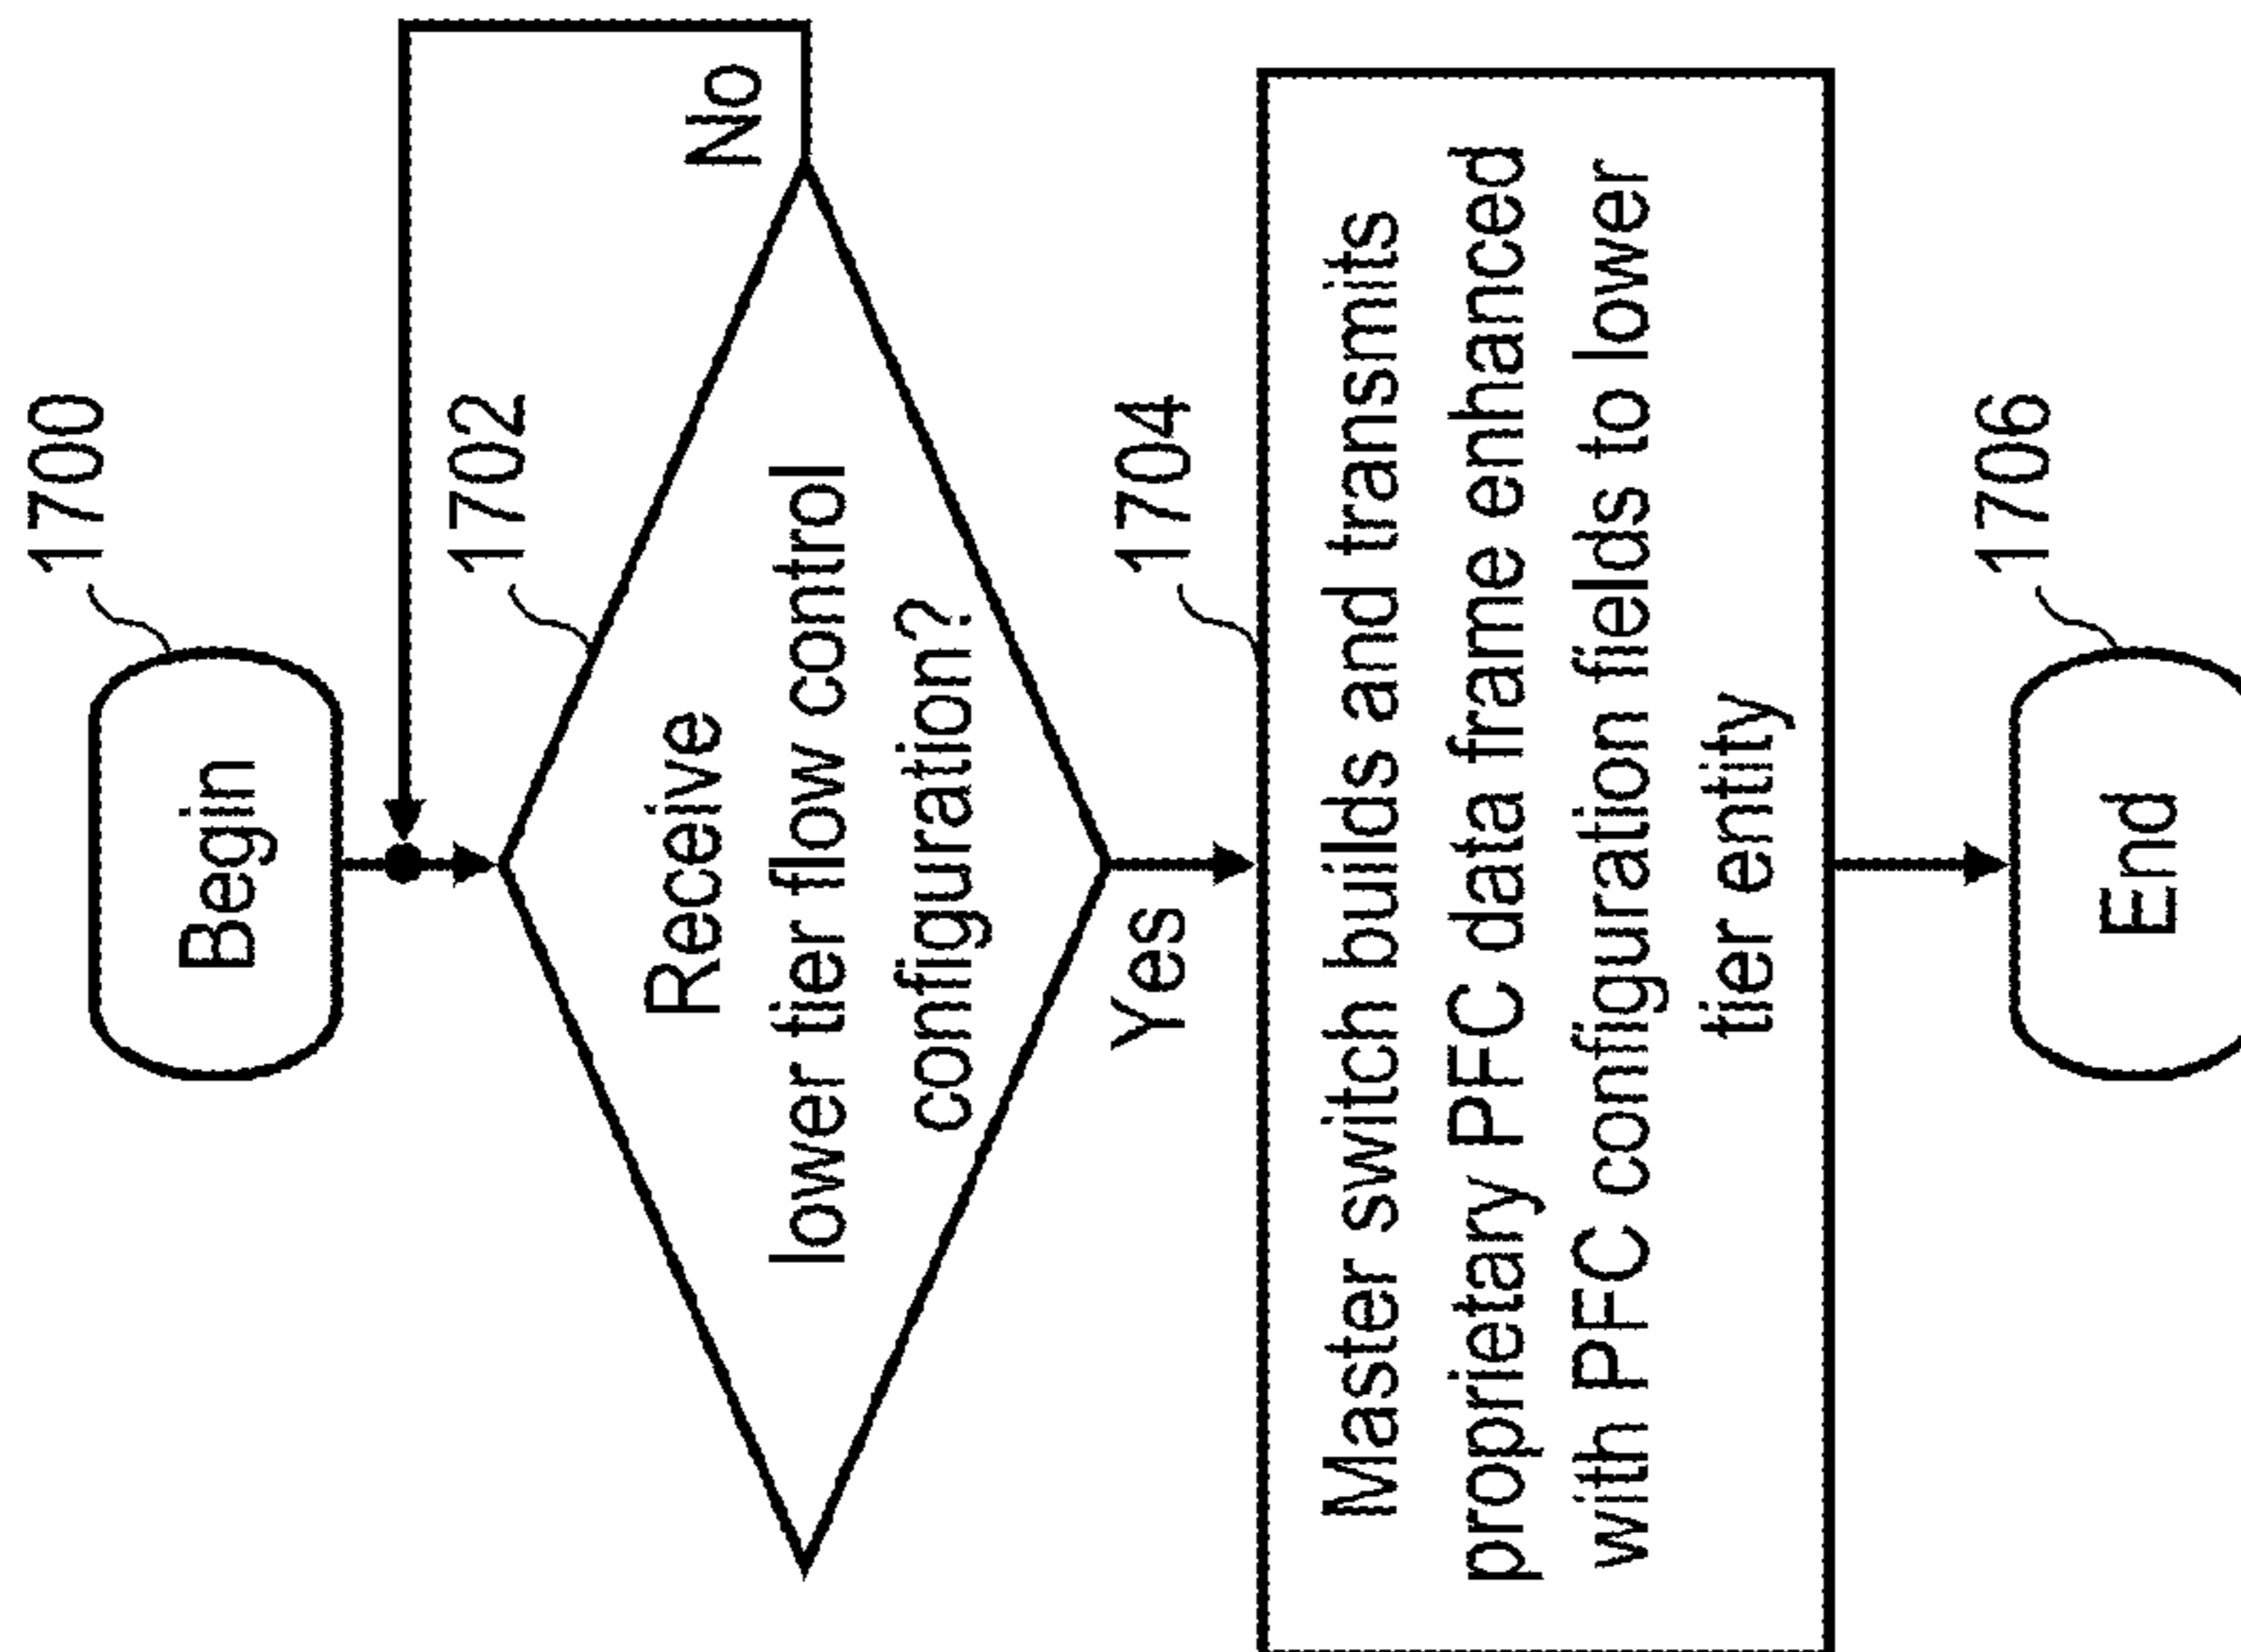 1700
Begin
1702
Receive
lower tier flow control
configuration?
No
Yes
1704
Master switch builds and transmits
proprietary PFC data frame enhanced
with PFC configuration fields to lower
tier entity
1706
End